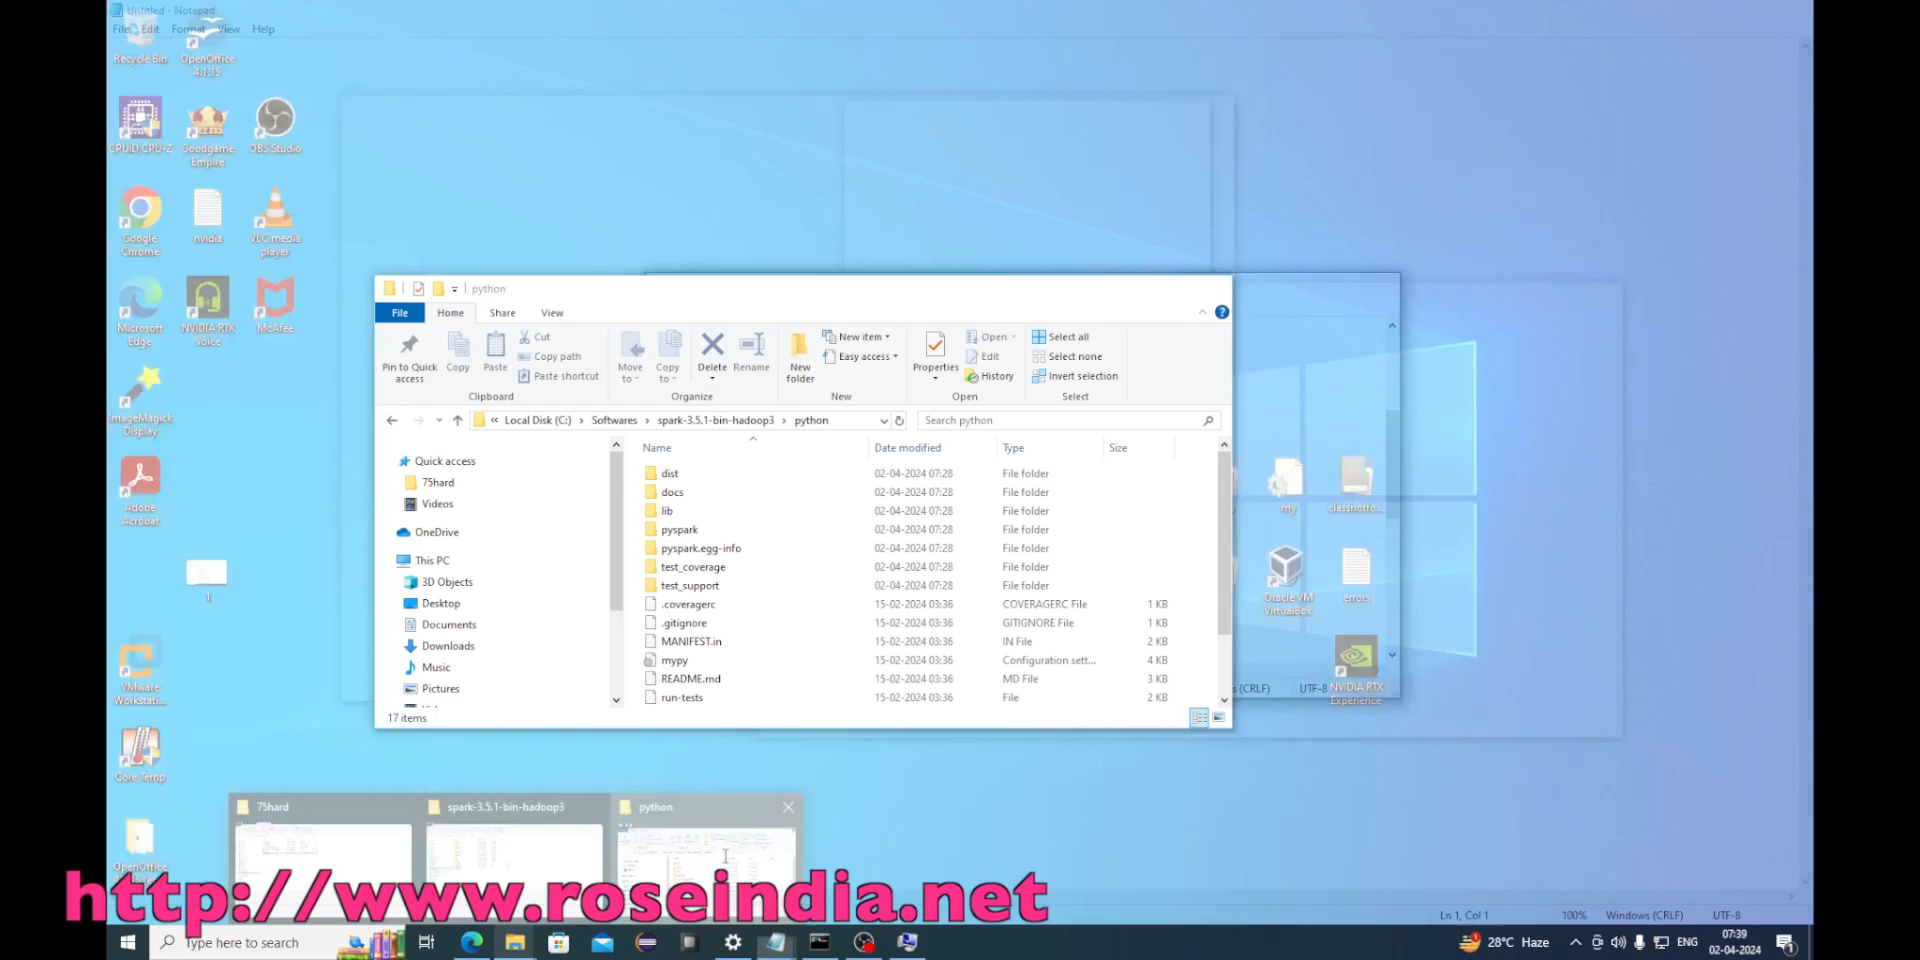 Untitled - Notepad
File Edit Format View Help
Recycle Bin
OpenOffice 4.1.15
CPUID CPU-Z
Goodgame Empire
OBS Studio
Google Chrome
nvidia
VLC media player
Microsoft Edge
NVIDIA RTX Voice
McAfee
ImageMagick Display
Adobe Acrobat
1
VMware Workstati...
Core Temp
OpenOffice
python
File Home Share View
Pin to Quick access
Copy
Paste
Cut
Copy path
Paste shortcut
Clipboard
Move to
Copy to
Delete
Rename
Organize
New folder
New item
Easy access
New
Properties
Open
Edit
History
Open
Select all
Select none
Invert selection
Select
« Local Disk (C:) › Softwares › spark-3.5.1-bin-hadoop3 › python
Search python
Quick access
75hard
Videos
OneDrive
This PC
3D Objects
Desktop
Documents
Downloads
Music
Pictures
Name Date modified Type Size
dist 02-04-2024 07:28 File folder
docs 02-04-2024 07:28 File folder
lib 02-04-2024 07:28 File folder
pyspark 02-04-2024 07:28 File folder
pyspark.egg-info 02-04-2024 07:28 File folder
test_coverage 02-04-2024 07:28 File folder
test_support 02-04-2024 07:28 File folder
.coveragerc 15-02-2024 03:36 COVERAGERC File 1 KB
.gitignore 15-02-2024 03:36 GITIGNORE File 1 KB
MANIFEST.in 15-02-2024 03:36 IN File 2 KB
mypy 15-02-2024 03:36 Configuration sett... 4 KB
README.md 15-02-2024 03:36 MD File 3 KB
run-tests 15-02-2024 03:36 File 2 KB
17 items
my
classnotfo...
Oracle VM VirtualBox
errors
(CRLF) UTF-8
NVIDIA RTX Experience
75hard
spark-3.5.1-bin-hadoop3
python
http://www.roseindia.net
Ln 1, Col 1 100% Windows (CRLF) UTF-8
Type here to search
28°C Haze
ENG
07:39
02-04-2024
1